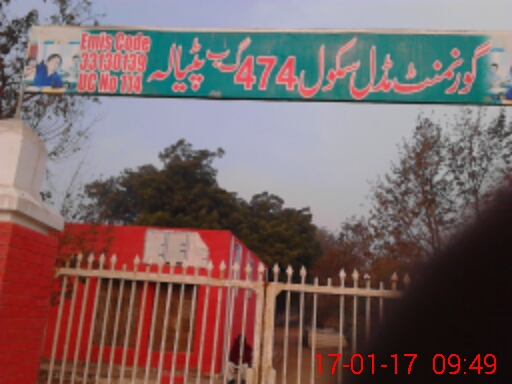 Emis Code
33130139
UC No 114
گورنمنٹ مڈل سکول 474 گ ب پٹیالہ
17-01-17 09:49